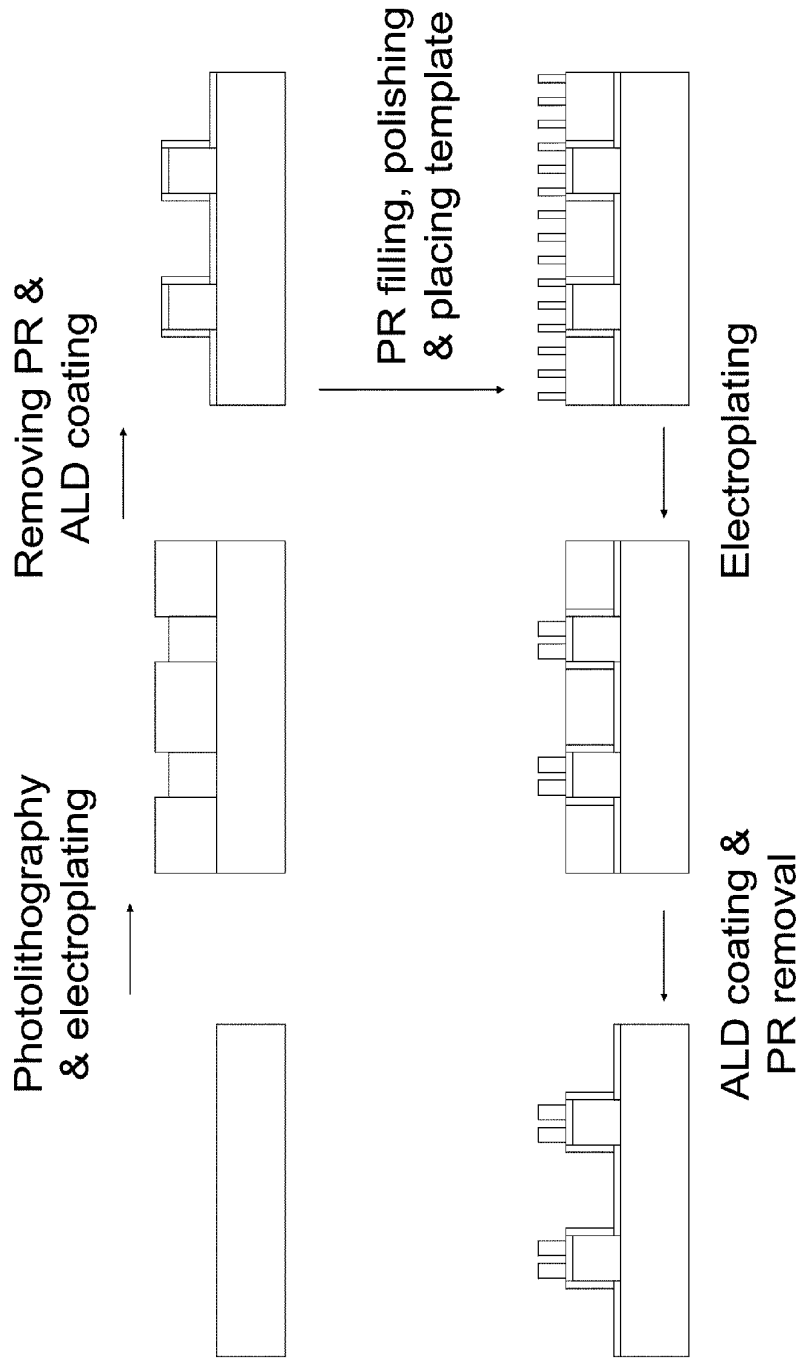 Photolithography
& electroplating
Removing PR &
ALD coating
PR filling, polishing
& placing template
Electroplating
ALD coating &
PR removal